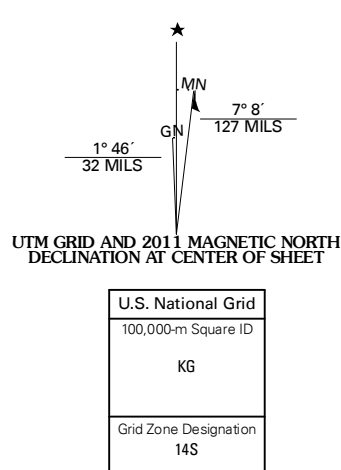 ★
MN
7° 8´
127 MILS
GN
1° 46´
32 MILS
UTM GRID AND 2011 MAGNETIC NORTH
DECLINATION AT CENTER OF SHEET
U.S. National Grid
100,000-m Square ID
KG
Grid Zone Designation
14S